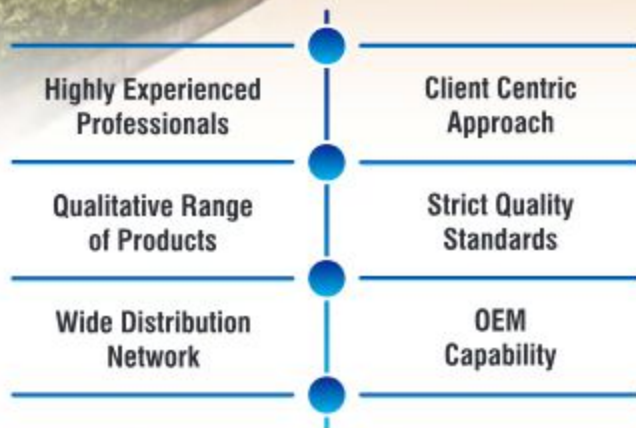 Highly Experienced
Professionals
Client Centric
Approach
Qualitative Range
of Products
Strict Quality
Standards
Wide Distribution
Network
OEM
Capability